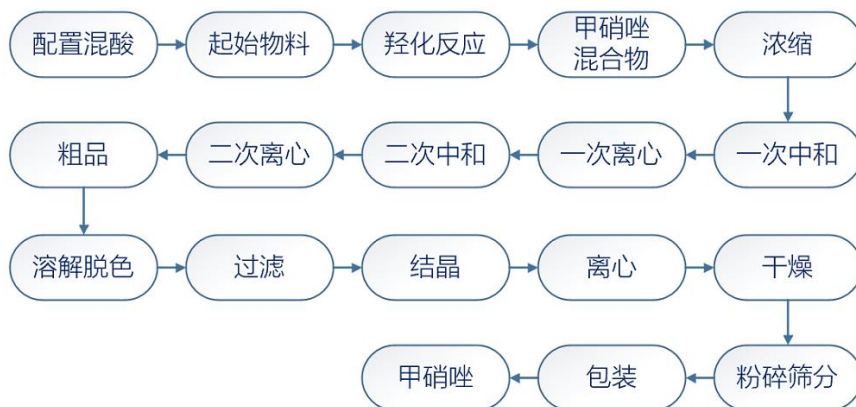 配置混酸
起始物料
羟化反应
甲硝唑
混合物
浓缩
一次中和
一次离心
二次中和
二次离心
粗品
溶解脱色
过滤
结晶
离心
干燥
粉碎筛分
包装
甲硝唑